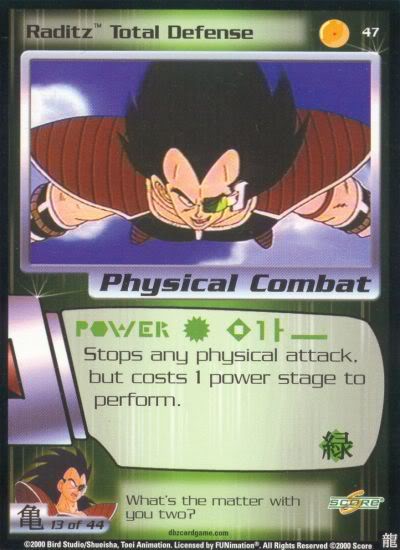 Raditz™ Total Defense
47
Physical Combat
POWER
Stops any physical attack,
but costs 1 power stage to
perform.
緑
亀 13 of 44
What's the matter with
you two?
SCORE
dbzcardgame.com
©2000 Bird Studio/Shueisha, Toei Animation. Licensed by FUNimation®. All Rights Reserved ©2000 Score
龍